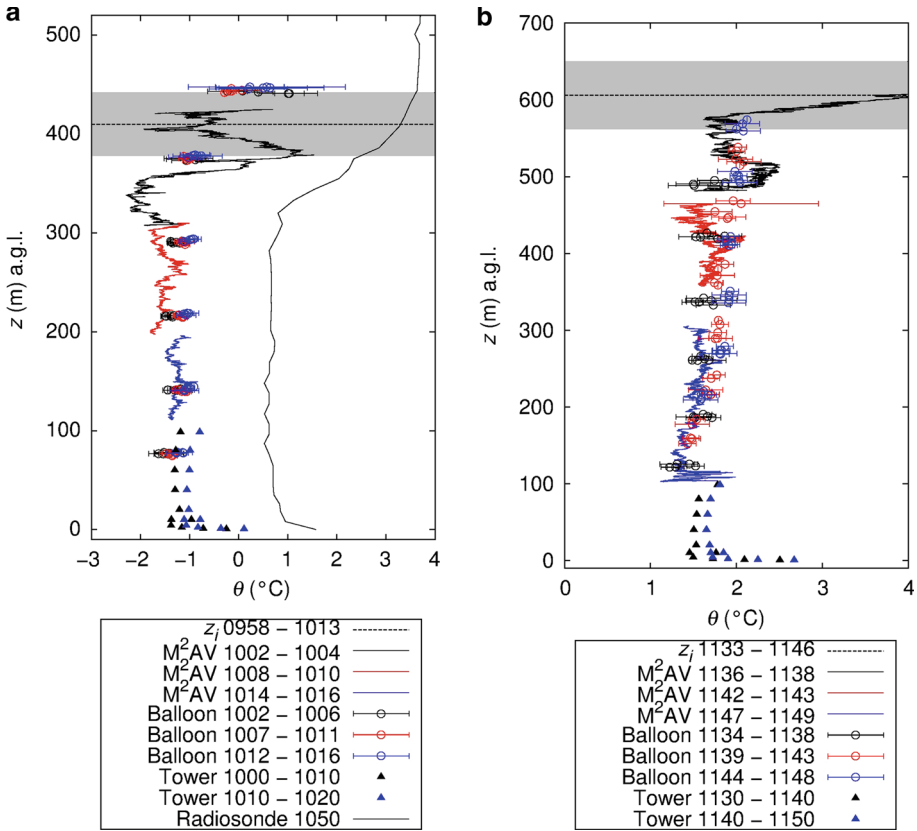 a
500
400
300
200
100
0
z (m) a.g.l.
−3 −2 −1 0 1 2 3 4
θ (°C)
z_i 0958 − 1013
M²AV 1002 − 1004
M²AV 1008 − 1010
M²AV 1014 − 1016
Balloon 1002 − 1006
Balloon 1007 − 1011
Balloon 1012 − 1016
Tower 1000 − 1010
Tower 1010 − 1020
Radiosonde 1050
b
700
600
500
400
300
200
100
0
z (m) a.g.l.
0 1 2 3 4
θ (°C)
z_i 1133 − 1146
M²AV 1136 − 1138
M²AV 1142 − 1143
M²AV 1147 − 1149
Balloon 1134 − 1138
Balloon 1139 − 1143
Balloon 1144 − 1148
Tower 1130 − 1140
Tower 1140 − 1150